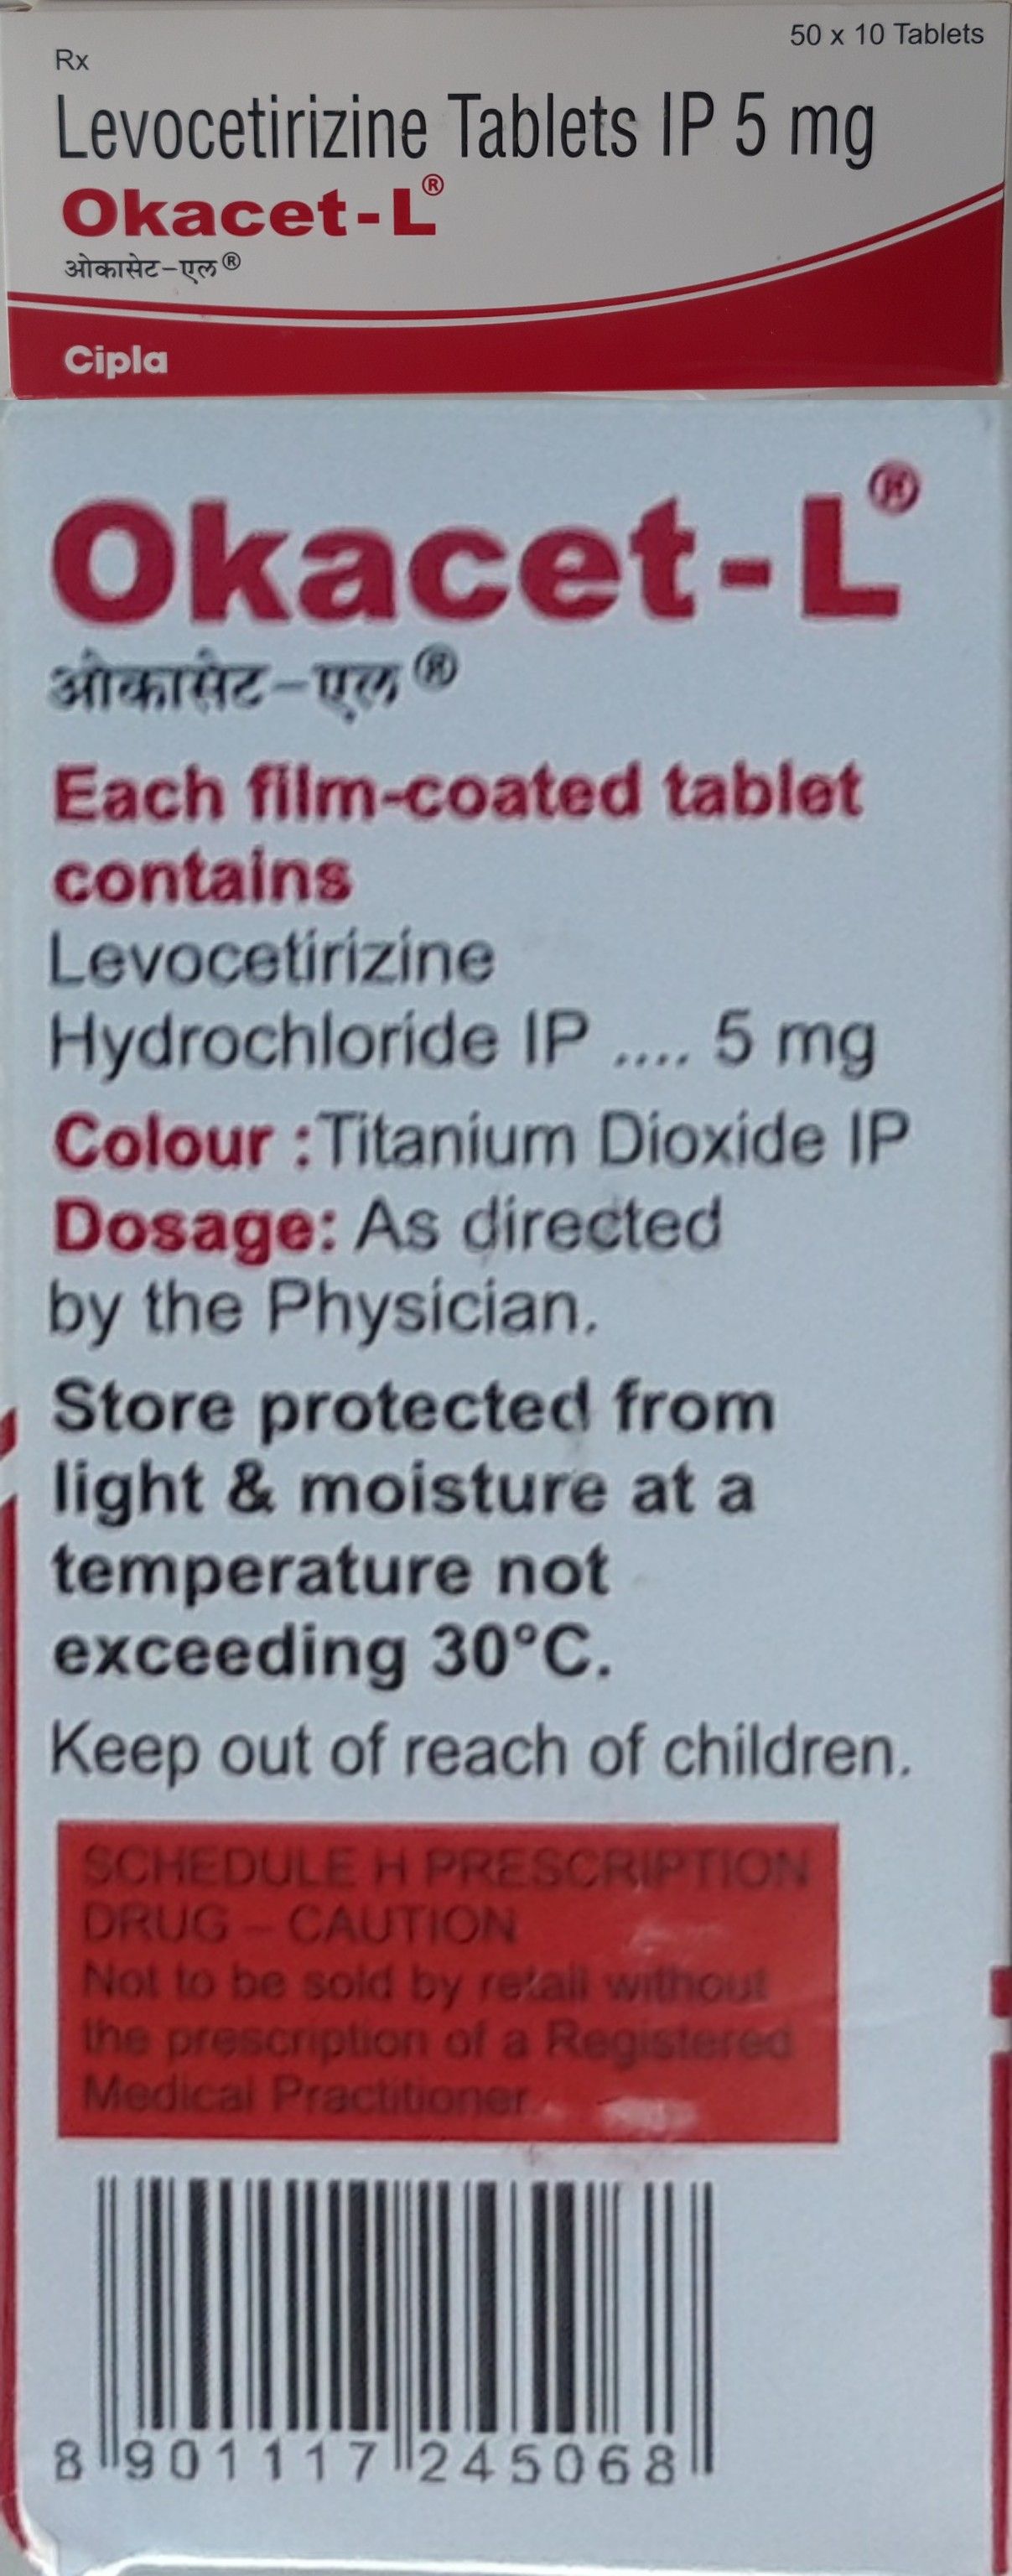 50 x 10 Tablets
Rx
Levocetirizine Tablets IP 5 mg
Okacet-L®
ओकासेट-एल®
Cipla
Okacet-L®
ओकासेट-एल®
Each film-coated tablet
contains
Levocetirizine
Hydrochloride IP .... 5 mg
Colour :Titanium Dioxide IP
Dosage: As directed
by the Physician.
Store protected from
light & moisture at a
temperature not
exceeding 30°C.
Keep out of reach of children.
SCHEDULE H PRESCRIPTION
DRUG – CAUTION
Not to be sold by retail without
the prescription of a Registered
Medical Practitioner
8 901117 245068